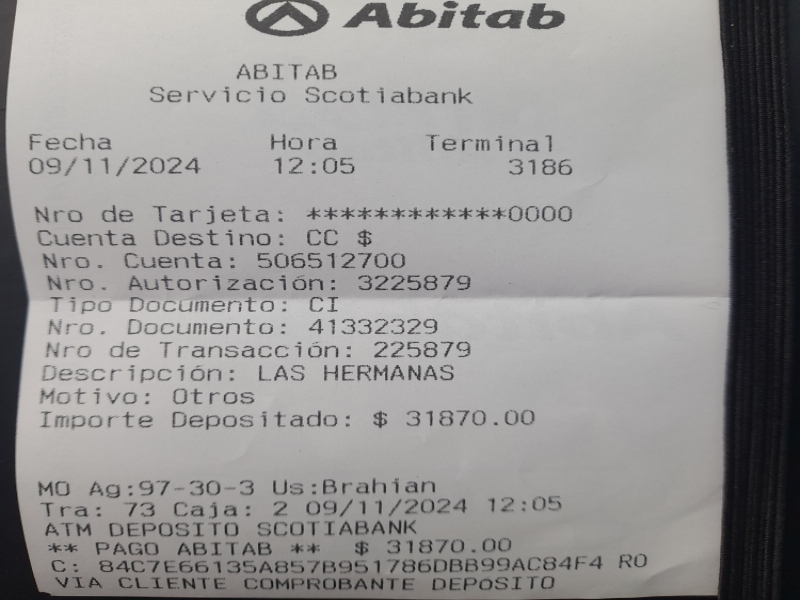 Abitab
ABITAB
Servicio Scotiabank
Fecha Hora Terminal
09/11/2024 12:05 3186
Nro de Tarjeta: ************0000
Cuenta Destino: CC $
Nro. Cuenta: 506512700
Nro. Autorización: 3225879
Tipo Documento: CI
Nro. Documento: 41332329
Nro de Transacción: 225879
Descripción: LAS HERMANAS
Motivo: Otros
Importe Depositado: $ 31870.00
MO Ag:97-30-3 Us:Brahian
Tra: 73 Caja: 2 09/11/2024 12:05
ATM DEPOSITO SCOTIABANK
** PAGO ABITAB ** $ 31870.00
C: 84C7E66135A857B951786DBB99AC84F4 RO
VIA CLIENTE COMPROBANTE DEPOSITO